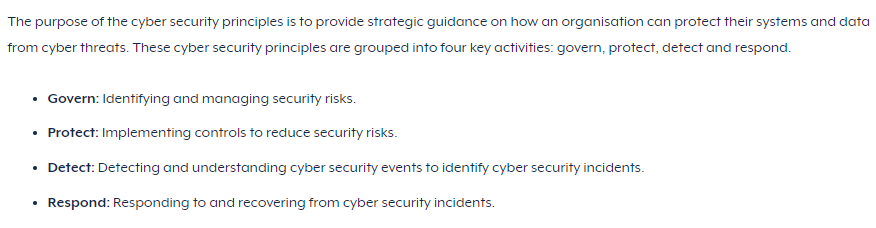 The purpose of the cyber security principles is to provide strategic guidance on how an organisation can protect their systems and data
from cyber threats. These cyber security principles are grouped into four key activities: govern, protect, detect and respond.
• Govern: Identifying and managing security risks.
• Protect: Implementing controls to reduce security risks.
• Detect: Detecting and understanding cyber security events to identify cyber security incidents.
• Respond: Responding to and recovering from cyber security incidents.